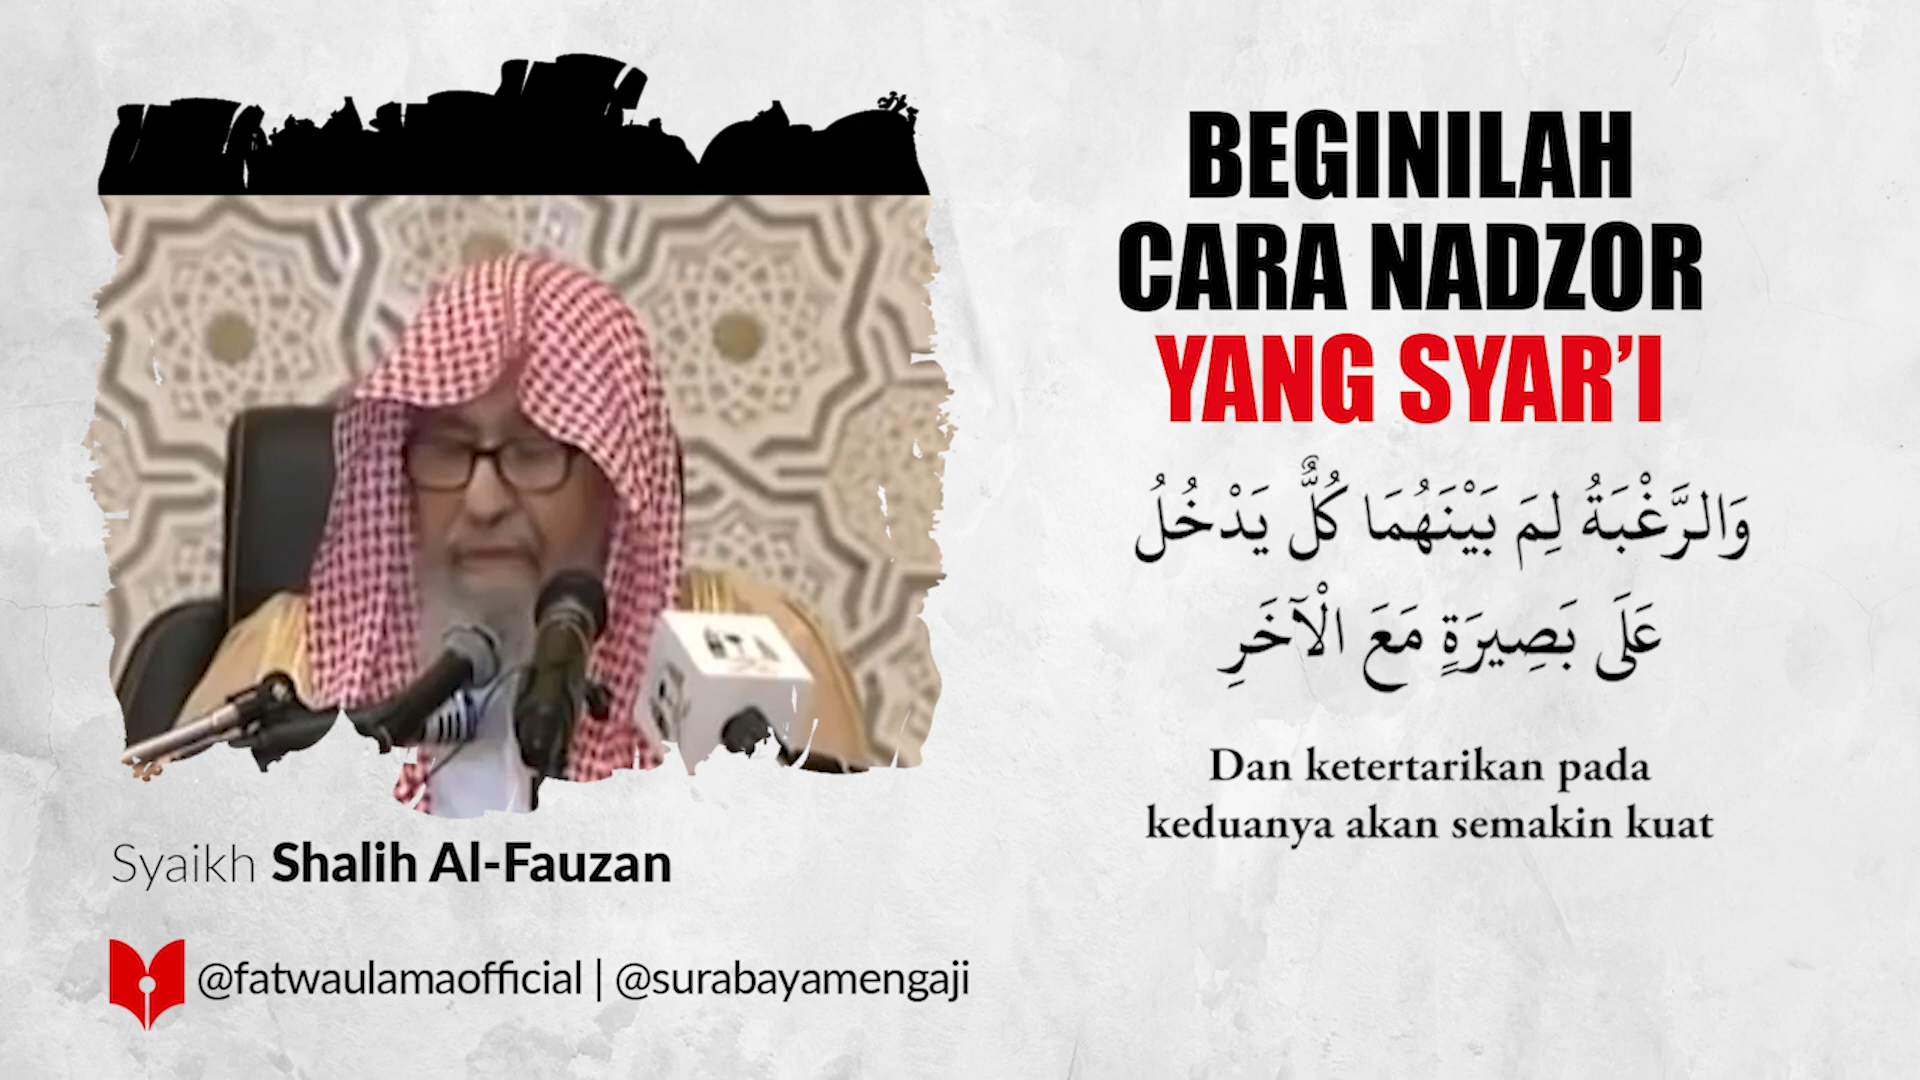 BEGINILAH
CARA NADZOR
YANG SYAR’I
وَالرَّغْبَةُ لِمَ بَيْنَهُمَا كُلٌّ يَدْخُلُ
عَلَى بَصِيرَةٍ مَعَ الْآخَرِ
Dan ketertarikan pada
keduanya akan semakin kuat
Syaikh Shalih Al-Fauzan
@fatwaulamaofficial | @surabayamengaji